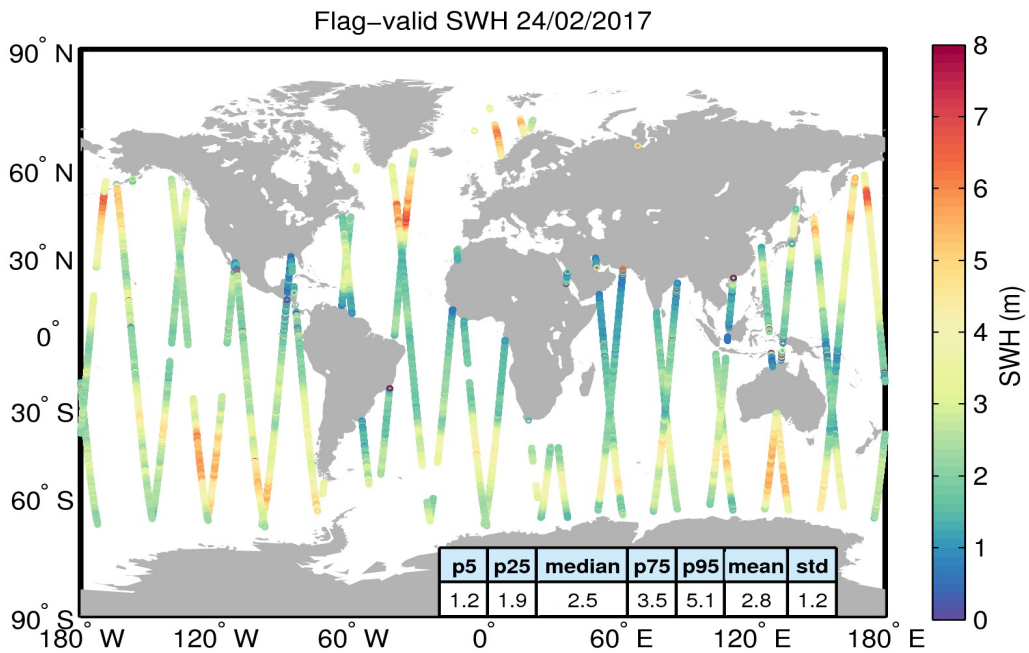 Flag−valid SWH 24/02/2017
90° N
60° N
30° N
0°
30° S
60° S
90° S
180° W
120° W
60° W
0°
60° E
120° E
180° E
p5 p25 median p75 p95 mean std
1.2 1.9 2.5 3.5 5.1 2.8 1.2
8
7
6
5
4
3
2
1
0
SWH (m)